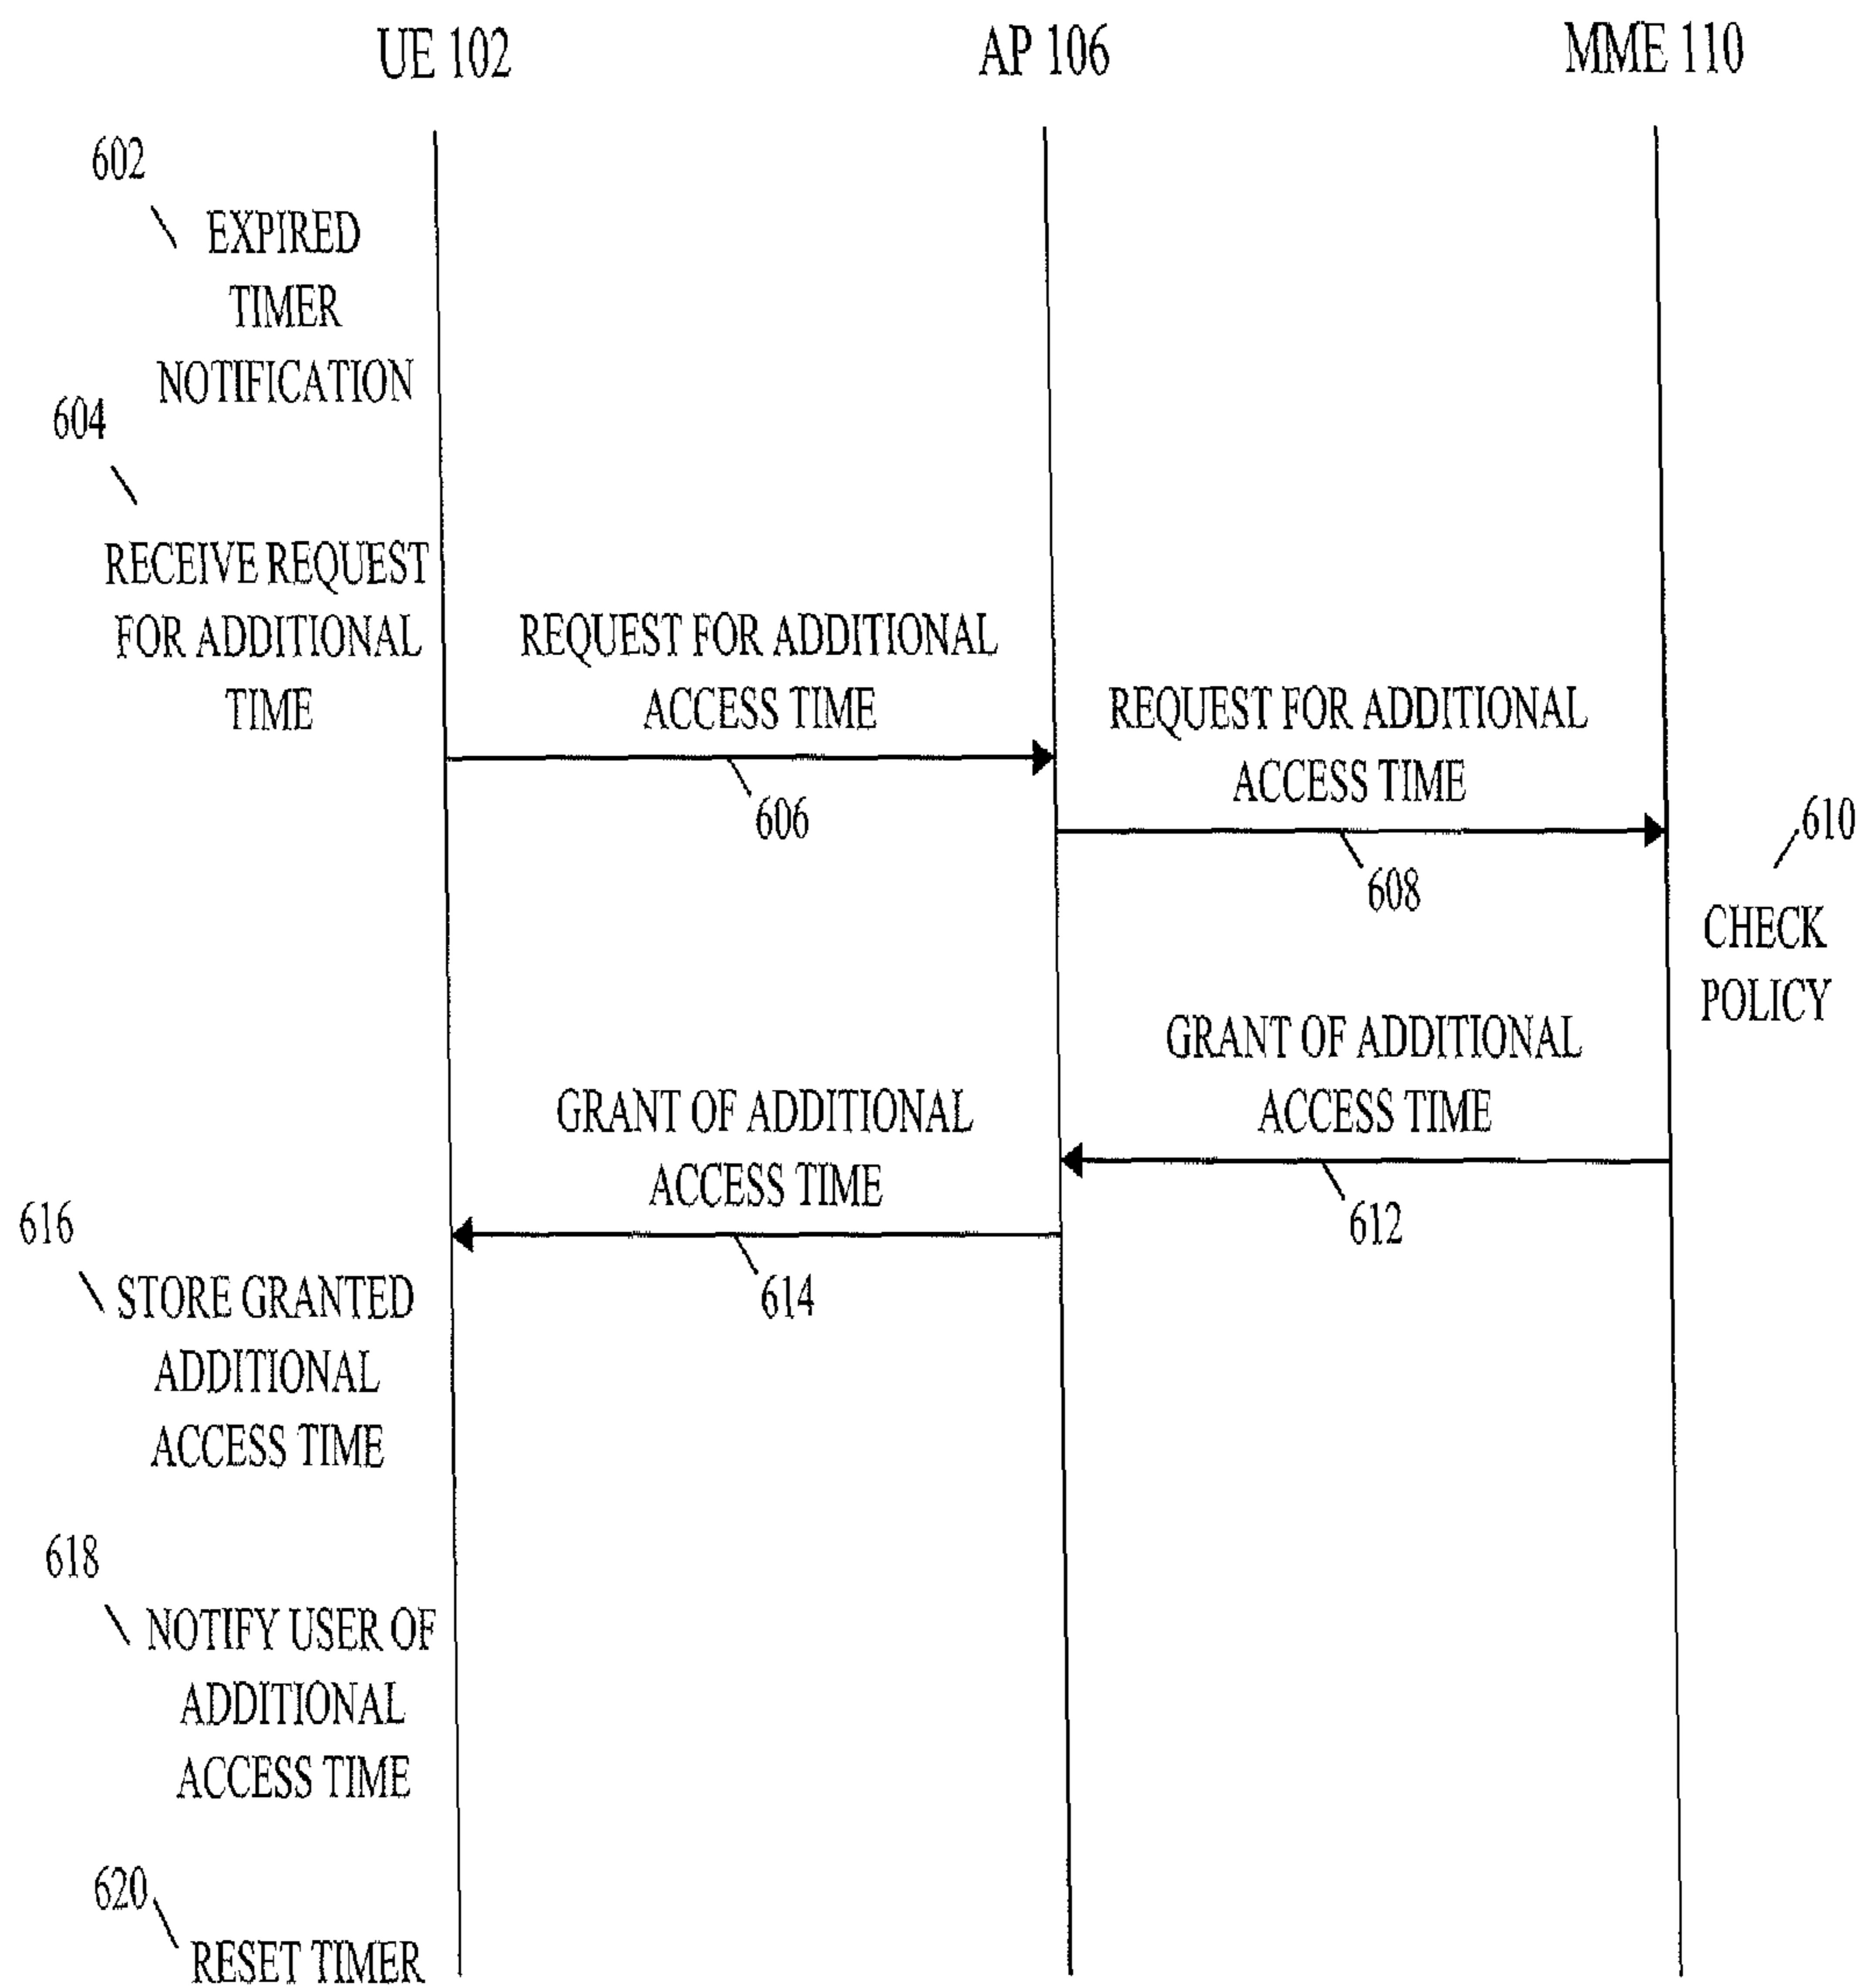 UE 102
AP 106
MME 110
602
EXPIRED
TIMER
NOTIFICATION
604
RECEIVE REQUEST
FOR ADDITIONAL
TIME
REQUEST FOR ADDITIONAL
ACCESS TIME
606
REQUEST FOR ADDITIONAL
ACCESS TIME
608
610
CHECK
POLICY
GRANT OF ADDITIONAL
ACCESS TIME
612
GRANT OF ADDITIONAL
ACCESS TIME
614
616
STORE GRANTED
ADDITIONAL
ACCESS TIME
618
NOTIFY USER OF
ADDITIONAL
ACCESS TIME
620
RESET TIMER